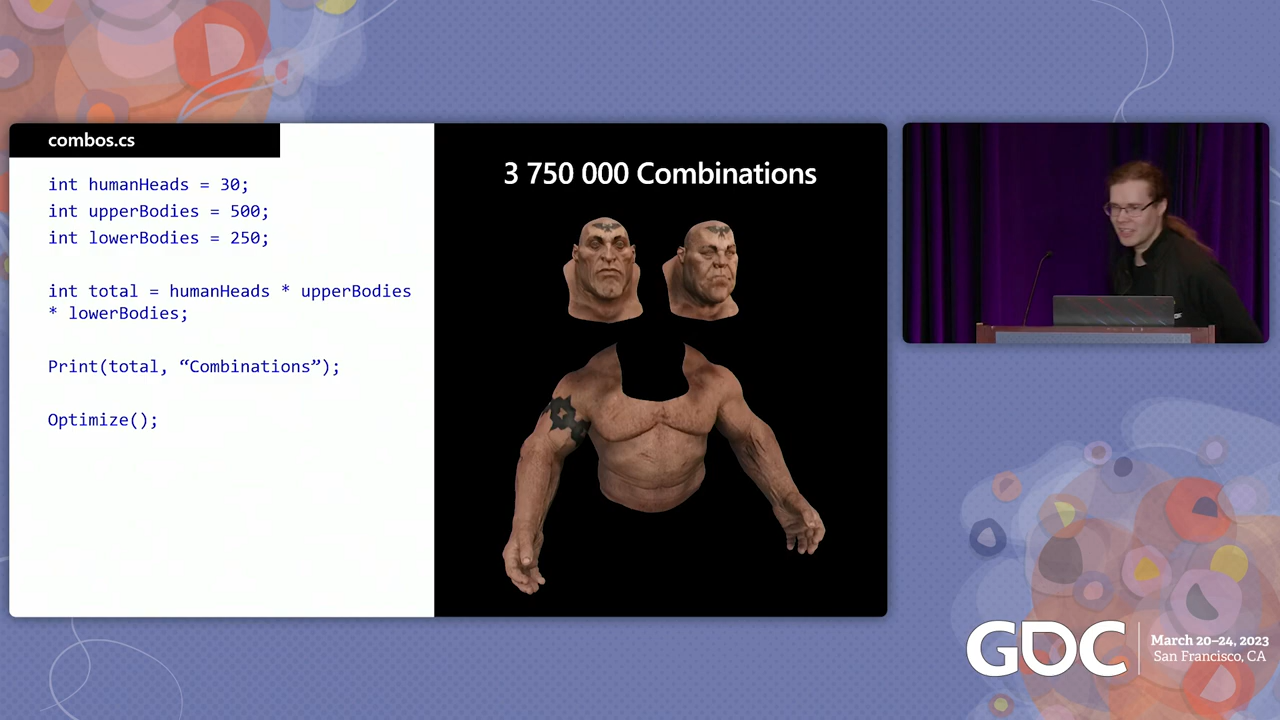 combos.cs
int humanHeads = 30;
int upperBodies = 500;
int lowerBodies = 250;
int total = humanHeads * upperBodies
* lowerBodies;
Print(total, “Combinations”);
Optimize();
3 750 000 Combinations
GDC
March 20–24, 2023
San Francisco, CA